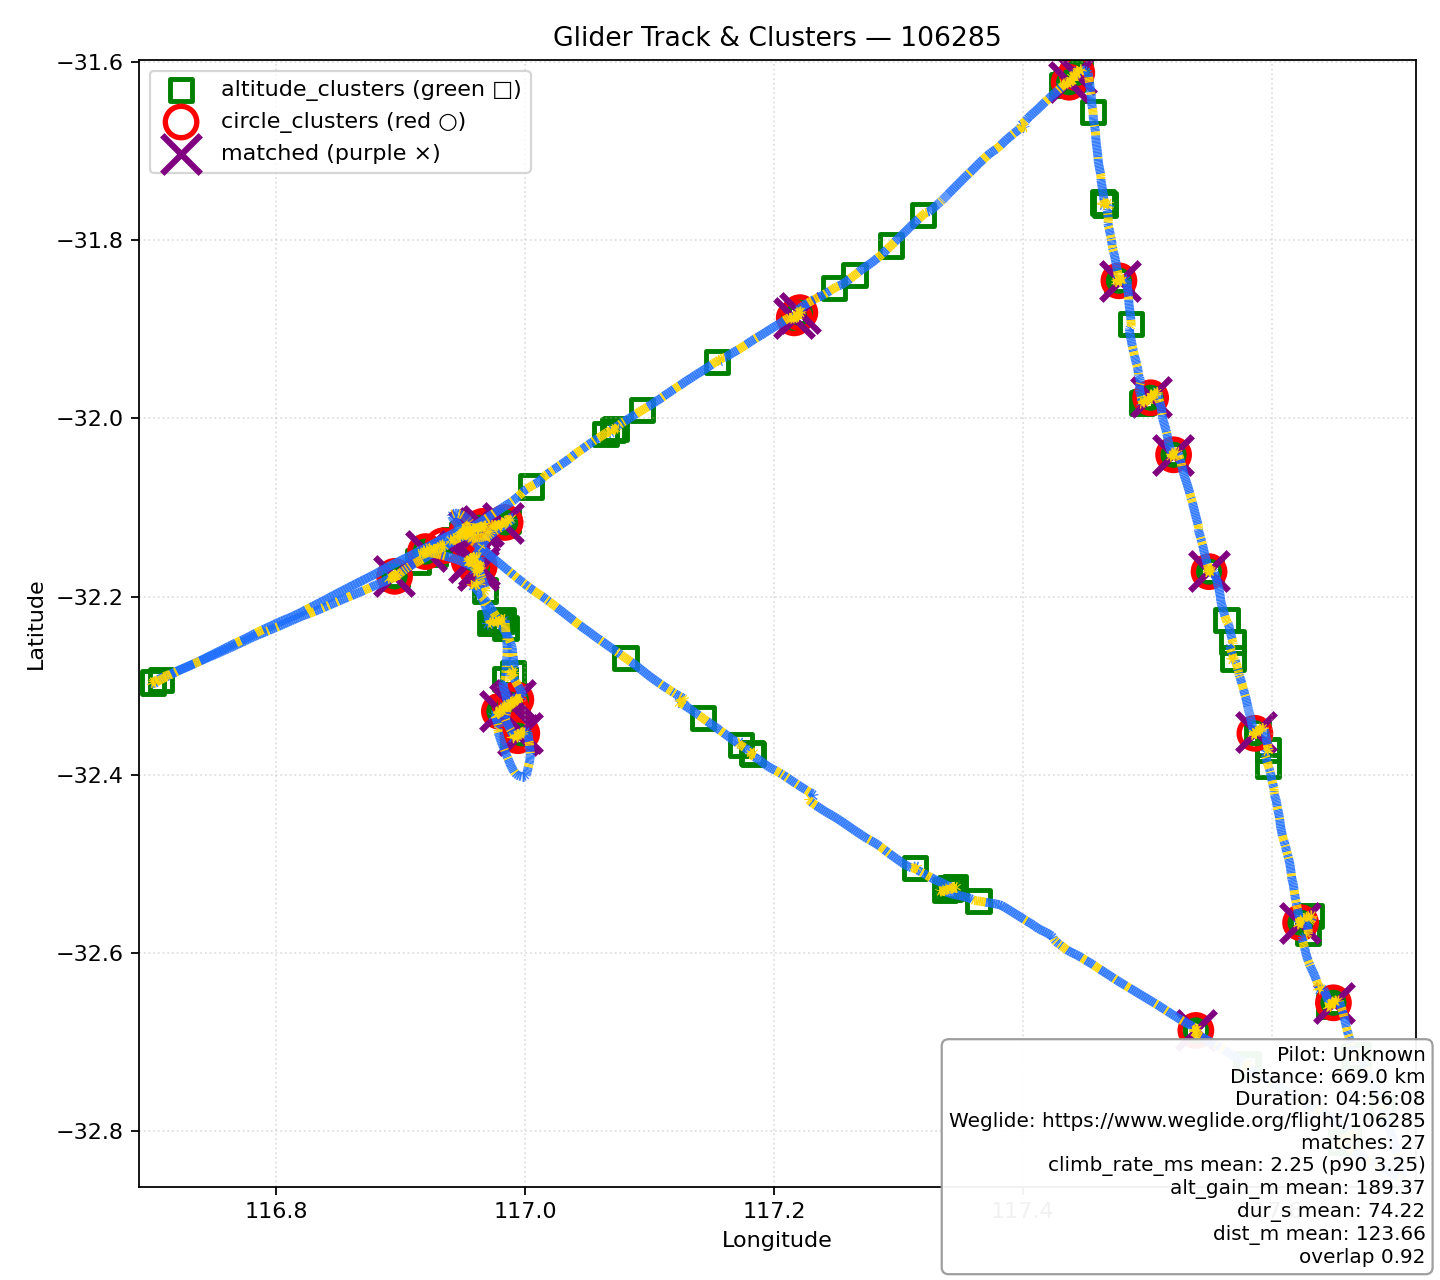 Glider Track & Clusters — 106285
altitude_clusters (green □)
circle_clusters (red ○)
matched (purple ×)
−31.6
−31.8
−32.0
−32.2
−32.4
−32.6
−32.8
Latitude
116.8
117.0
117.2
117.4
Longitude
Pilot: Unknown
Distance: 669.0 km
Duration: 04:56:08
Weglide: https://www.weglide.org/flight/106285
matches: 27
climb_rate_ms mean: 2.25 (p90 3.25)
alt_gain_m mean: 189.37
dur_s mean: 74.22
dist_m mean: 123.66
overlap 0.92